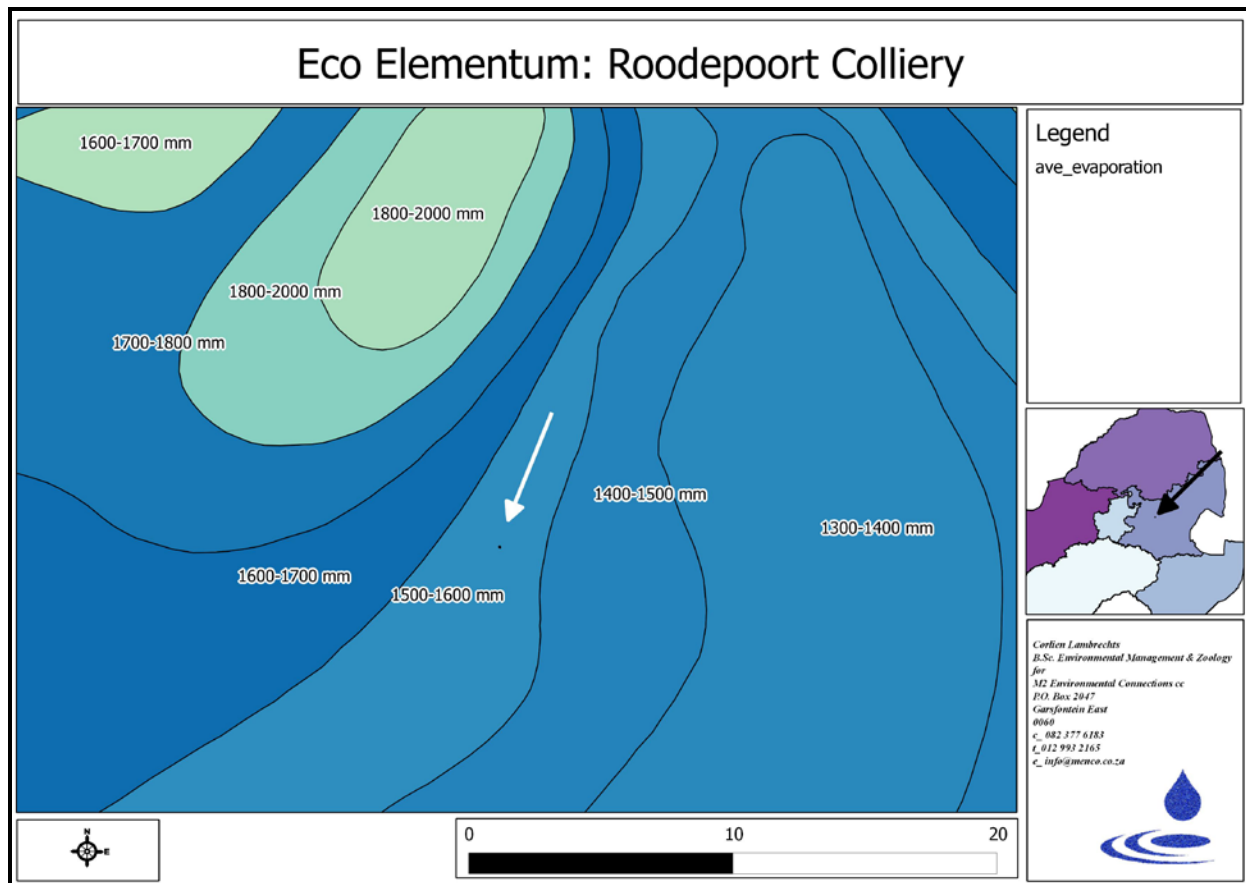 Eco Elementum: Roodepoort Colliery
1600-1700 mm
1800-2000 mm
1800-2000 mm
1700-1800 mm
1400-1500 mm
1300-1400 mm
1600-1700 mm
1500-1600 mm
Legend
ave_evaporation
Corlien Lambrechts
B.Sc. Environmental Management & Zoology
for
M2 Environmental Connections cc
P.O. Box 2047
Garsfontein East
0060
c_ 082 377 6183
t_012 993 2165
e_ info@menco.co.za
N
E
0 10 20